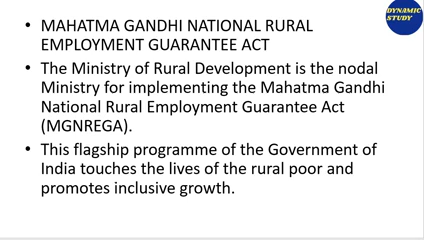 DYNAMIC
STUDY
• MAHATMA GANDHI NATIONAL RURAL
EMPLOYMENT GUARANTEE ACT
• The Ministry of Rural Development is the nodal
Ministry for implementing the Mahatma Gandhi
National Rural Employment Guarantee Act
(MGNREGA).
• This flagship programme of the Government of
India touches the lives of the rural poor and
promotes inclusive growth.